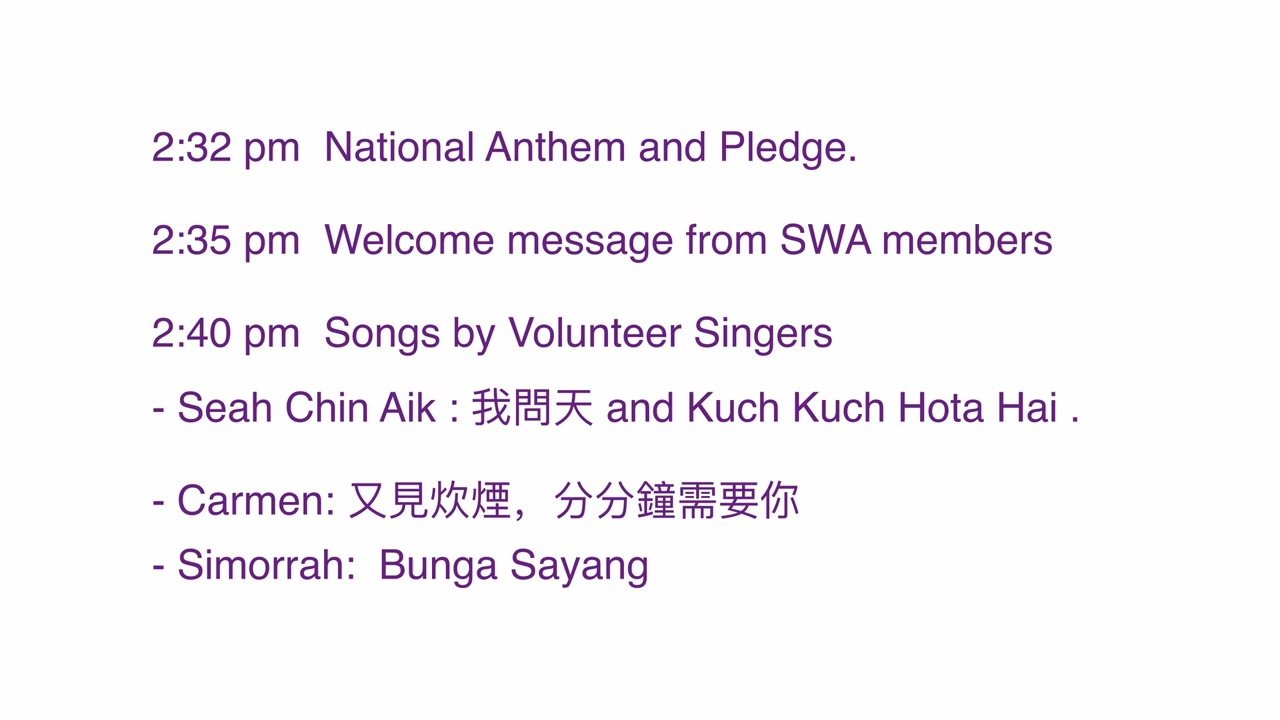 2:32 pm National Anthem and Pledge.
2:35 pm Welcome message from SWA members
2:40 pm Songs by Volunteer Singers
- Seah Chin Aik : 我問天 and Kuch Kuch Hota Hai .
- Carmen: 又見炊煙，分分鐘需要你
- Simorrah: Bunga Sayang